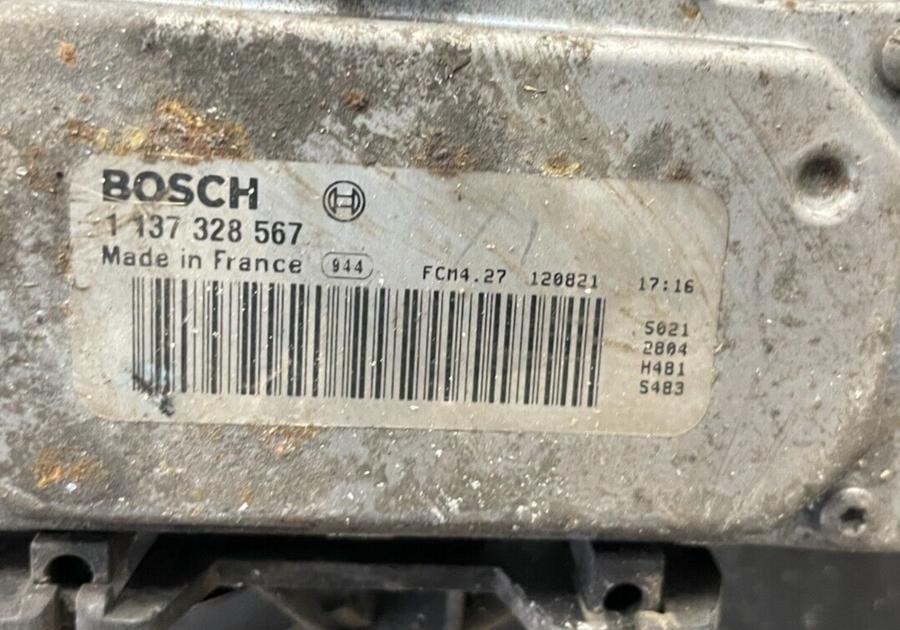 BOSCH
1 137 328 567
Made in France 944 FCM4.27 120821 17:16
S021
2804
H481
S483